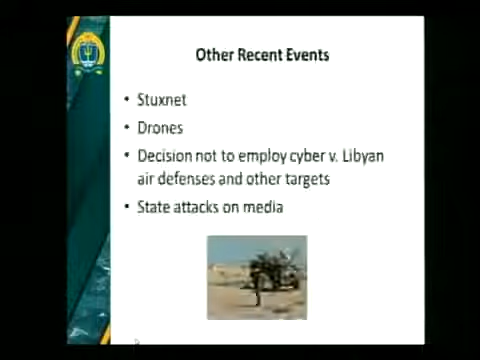 Other Recent Events
• Stuxnet
• Drones
• Decision not to employ cyber v. Libyan
air defenses and other targets
• State attacks on media